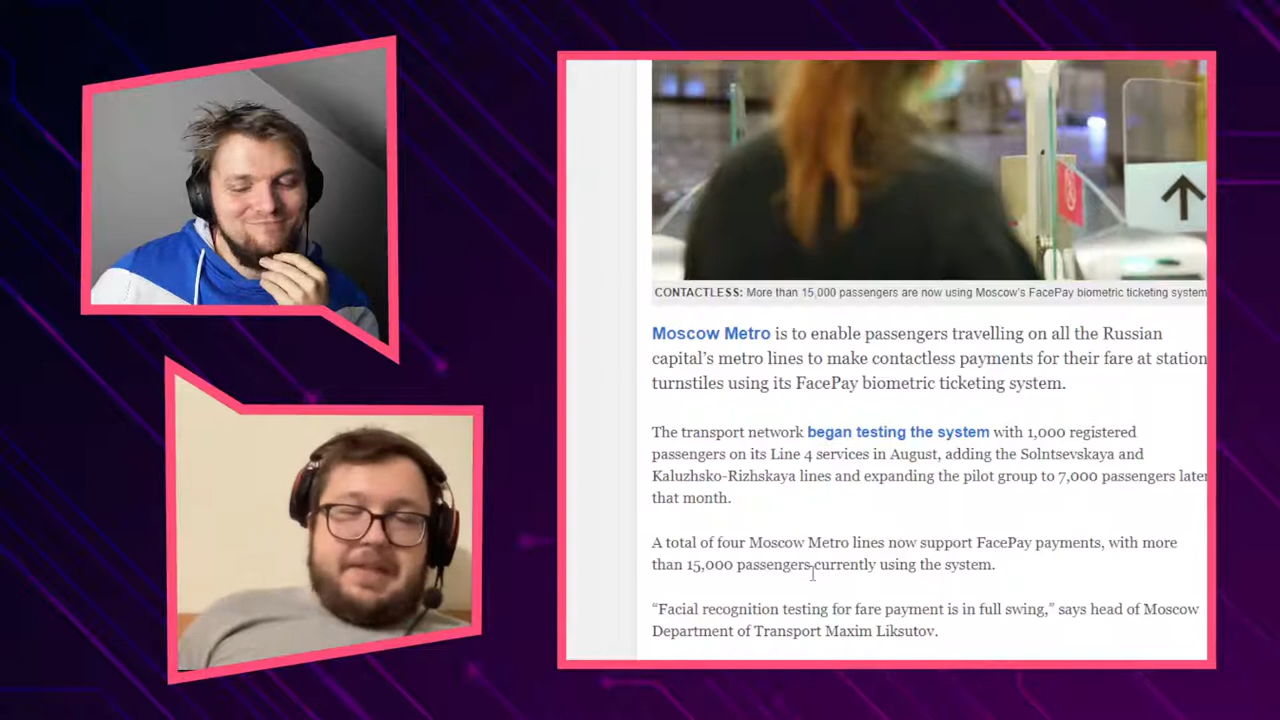 CONTACTLESS: More than 15,000 passengers are now using Moscow's FacePay biometric ticketing system
Moscow Metro is to enable passengers travelling on all the Russian
capital's metro lines to make contactless payments for their fare at station
turnstiles using its FacePay biometric ticketing system.
The transport network began testing the system with 1,000 registered
passengers on its Line 4 services in August, adding the Solntsevskaya and
Kaluzhsko-Rizhskaya lines and expanding the pilot group to 7,000 passengers later
that month.
A total of four Moscow Metro lines now support FacePay payments, with more
than 15,000 passengers currently using the system.
“Facial recognition testing for fare payment is in full swing,” says head of Moscow
Department of Transport Maxim Liksutov.